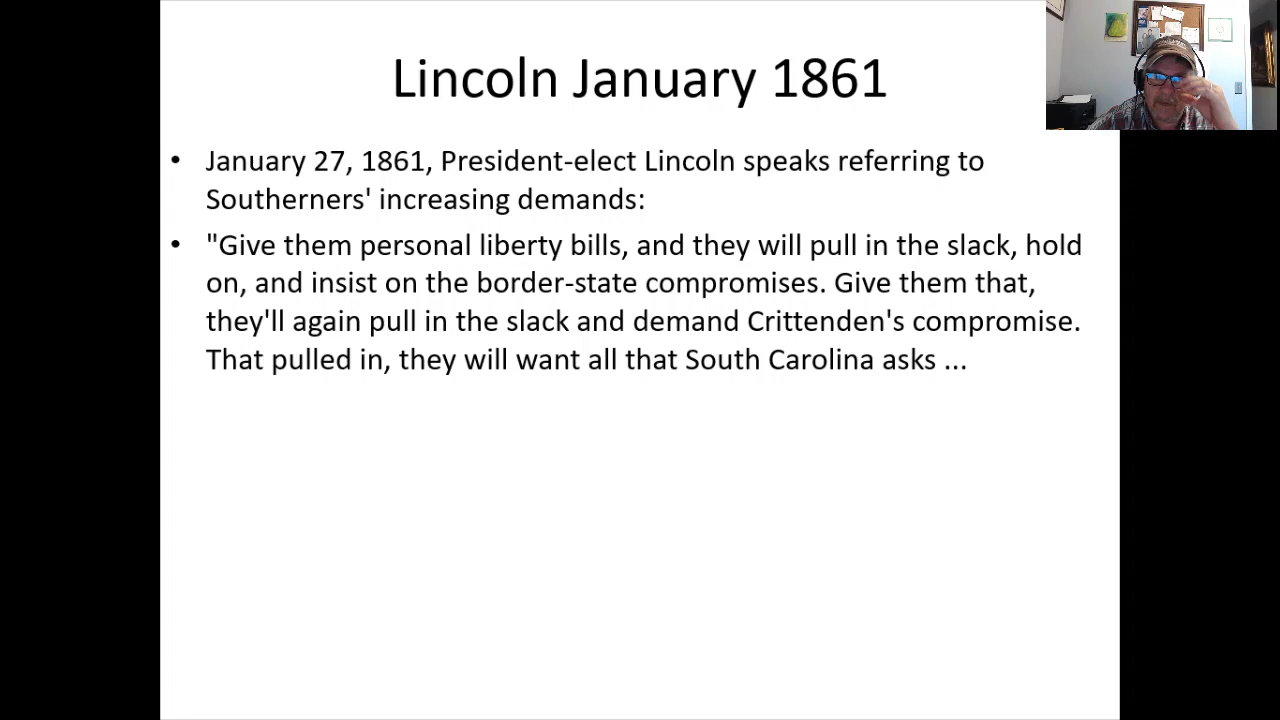 Lincoln January 1861
• January 27, 1861, President-elect Lincoln speaks referring to
Southerners' increasing demands:
• "Give them personal liberty bills, and they will pull in the slack, hold
on, and insist on the border-state compromises. Give them that,
they'll again pull in the slack and demand Crittenden's compromise.
That pulled in, they will want all that South Carolina asks ...